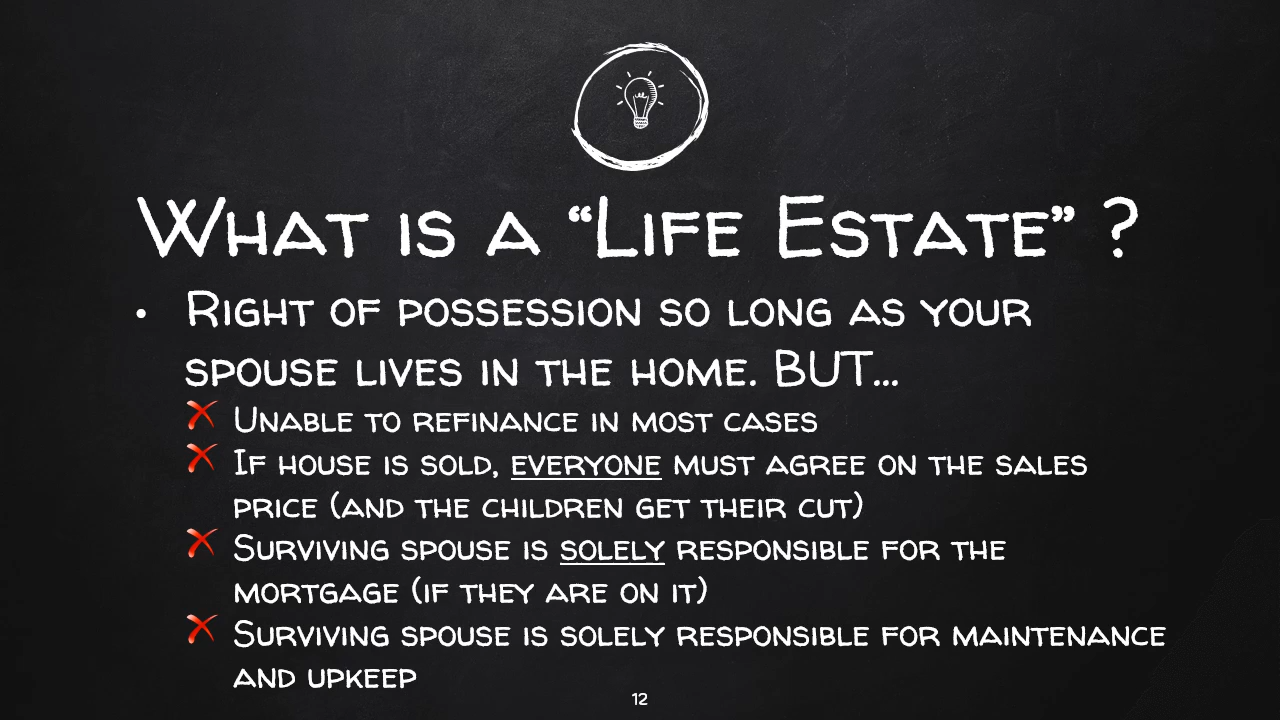 What is a “Life Estate” ?
• Right of possession so long as your
spouse lives in the home. BUT…
❌ Unable to refinance in most cases
❌ If house is sold, everyone must agree on the sales
price (and the children get their cut)
❌ Surviving spouse is solely responsible for the
mortgage (if they are on it)
❌ Surviving spouse is solely responsible for maintenance
and upkeep
12